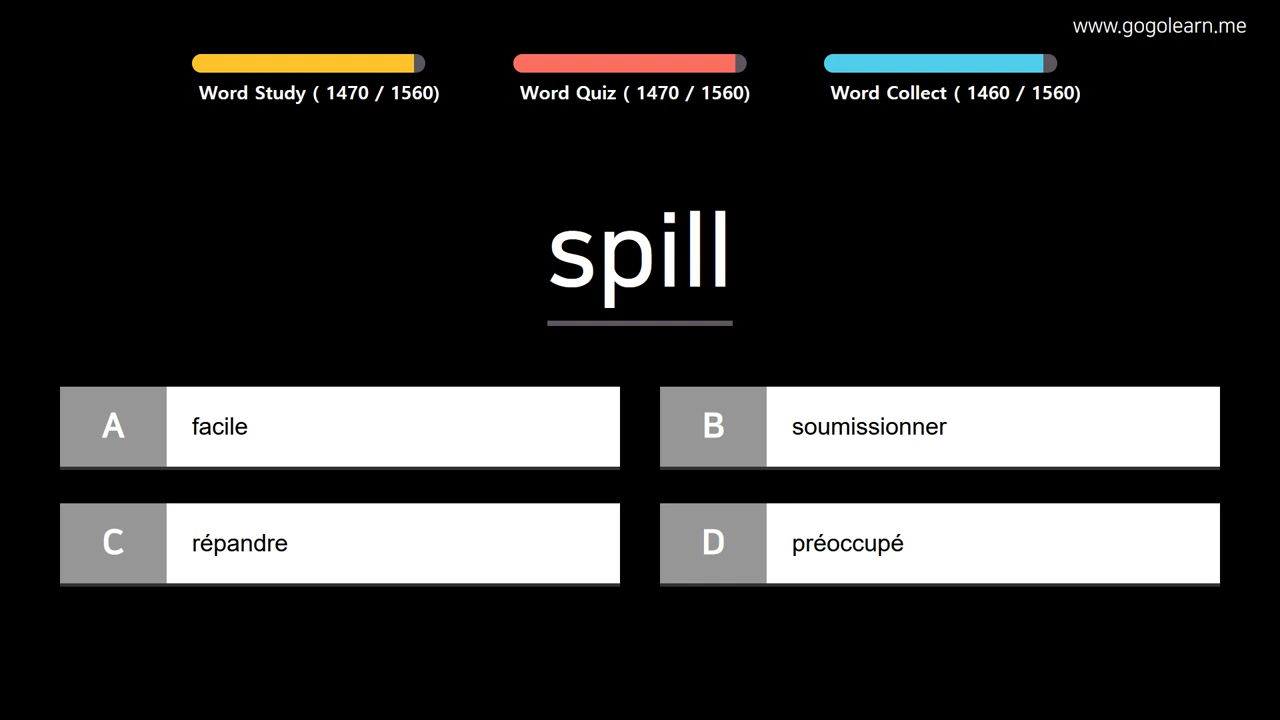 www.gogolearn.me
Word Study ( 1470 / 1560)
Word Quiz ( 1470 / 1560)
Word Collect ( 1460 / 1560)
spill
A facile
B soumissionner
C répandre
D préoccupé